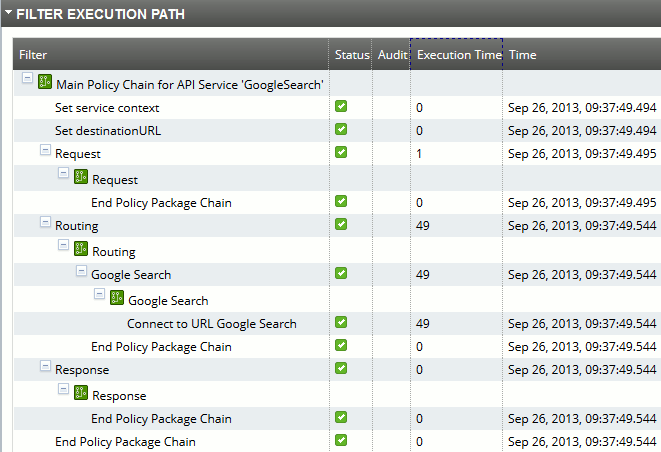 FILTER EXECUTION PATH
Filter Status Audit Execution Time Time
Main Policy Chain for API Service 'GoogleSearch'
Set service context 0 Sep 26, 2013, 09:37:49.494
Set destinationURL 0 Sep 26, 2013, 09:37:49.494
Request 1 Sep 26, 2013, 09:37:49.495
Request
End Policy Package Chain 0 Sep 26, 2013, 09:37:49.495
Routing 49 Sep 26, 2013, 09:37:49.544
Routing
Google Search 49 Sep 26, 2013, 09:37:49.544
Google Search
Connect to URL Google Search 49 Sep 26, 2013, 09:37:49.544
End Policy Package Chain 0 Sep 26, 2013, 09:37:49.544
Response 0 Sep 26, 2013, 09:37:49.544
Response
End Policy Package Chain 0 Sep 26, 2013, 09:37:49.544
End Policy Package Chain 0 Sep 26, 2013, 09:37:49.544